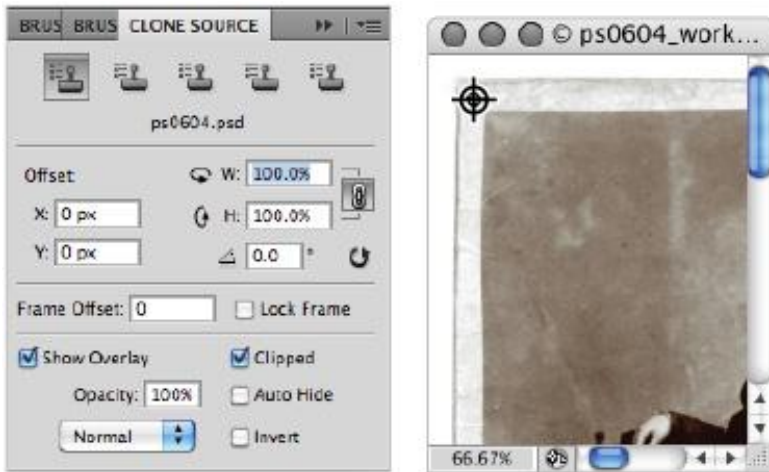 BRUS BRUS CLONE SOURCE
ps0604.psd
Offset
W: 100.0%
X: 0 px
H: 100.0%
Y: 0 px
0.0 °
Frame Offset: 0
Lock Frame
Show Overlay
Clipped
Opacity: 100%
Auto Hide
Normal
Invert
© ps0604_work...
66.67%